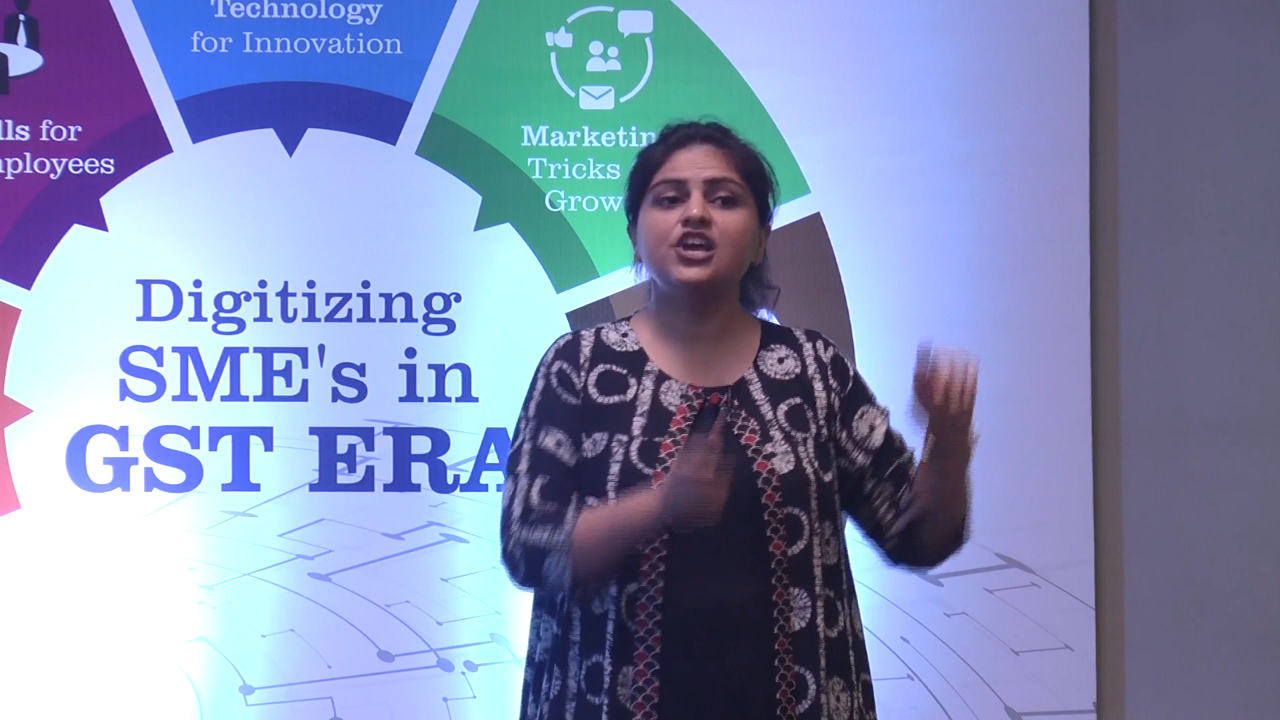 Technology
for Innovation
lls for
ployees
Marketin
Tricks
Grow
Digitizing
SME's in
GST ERA